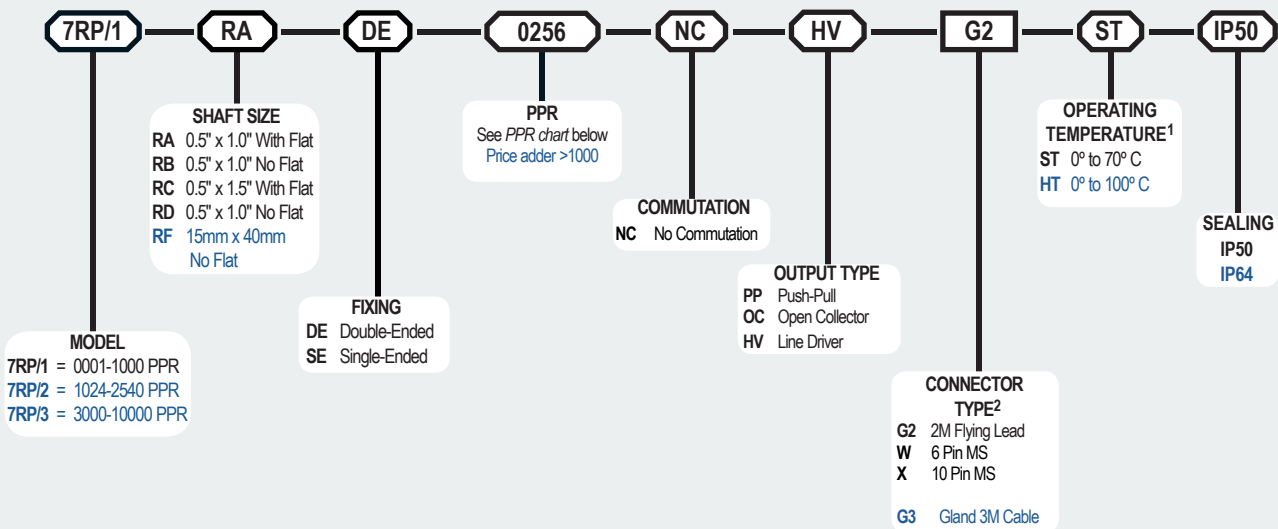 7RP/1 RA DE 0256 NC HV G2 ST IP50
SHAFT SIZE
RA 0.5" x 1.0" With Flat
RB 0.5" x 1.0" No Flat
RC 0.5" x 1.5" With Flat
RD 0.5" x 1.0" No Flat
RF 15mm x 40mm
No Flat
PPR
See PPR chart below
Price adder >1000
OPERATING
TEMPERATURE1
ST 0º to 70º C
HT 0º to 100º C
COMMUTATION
NC No Commutation
SEALING
IP50
IP64
OUTPUT TYPE
PP Push-Pull
OC Open Collector
HV Line Driver
FIXING
DE Double-Ended
SE Single-Ended
MODEL
7RP/1 = 0001-1000 PPR
7RP/2 = 1024-2540 PPR
7RP/3 = 3000-10000 PPR
CONNECTOR
TYPE2
G2 2M Flying Lead
W 6 Pin MS
X 10 Pin MS
G3 Gland 3M Cable